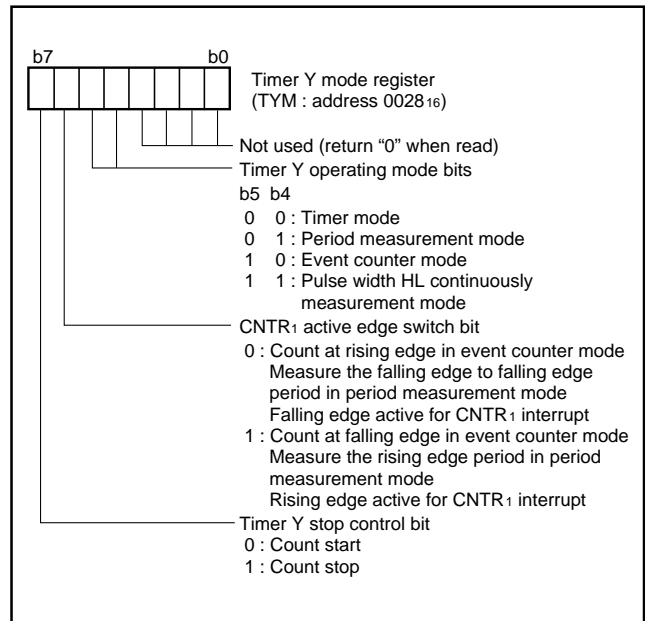 b7 b0
Timer Y mode register
(TYM : address 0028₁₆)
Not used (return “0” when read)
Timer Y operating mode bits
b5 b4
0 0 : Timer mode
0 1 : Period measurement mode
1 0 : Event counter mode
1 1 : Pulse width HL continuously
measurement mode
CNTR₁ active edge switch bit
0 : Count at rising edge in event counter mode
Measure the falling edge to falling edge
period in period measurement mode
Falling edge active for CNTR₁ interrupt
1 : Count at falling edge in event counter mode
Measure the rising edge period in period
measurement mode
Rising edge active for CNTR₁ interrupt
Timer Y stop control bit
0 : Count start
1 : Count stop